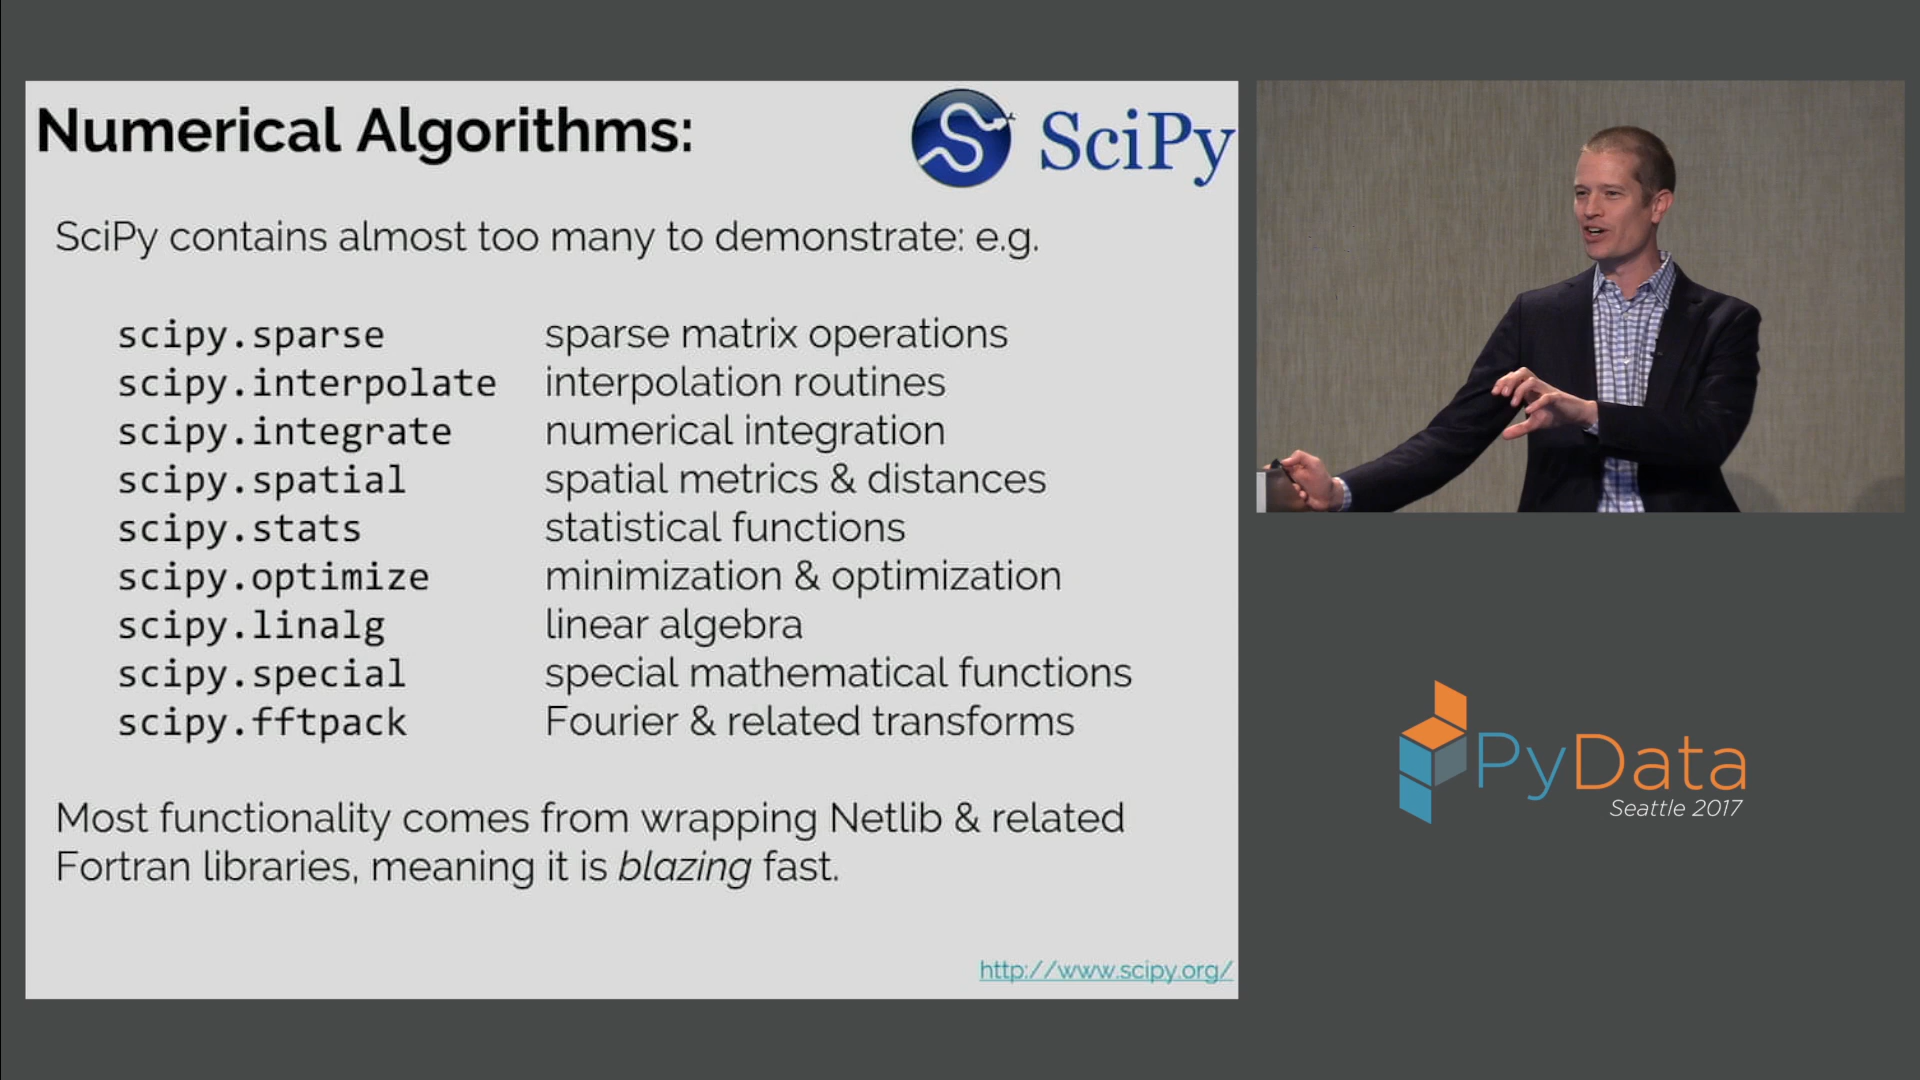 Numerical Algorithms:
SciPy
SciPy contains almost too many to demonstrate: e.g.
scipy.sparse sparse matrix operations
scipy.interpolate interpolation routines
scipy.integrate numerical integration
scipy.spatial spatial metrics & distances
scipy.stats statistical functions
scipy.optimize minimization & optimization
scipy.linalg linear algebra
scipy.special special mathematical functions
scipy.fftpack Fourier & related transforms
Most functionality comes from wrapping Netlib & related
Fortran libraries, meaning it is blazing fast.
http://www.scipy.org/
PyData
Seattle 2017